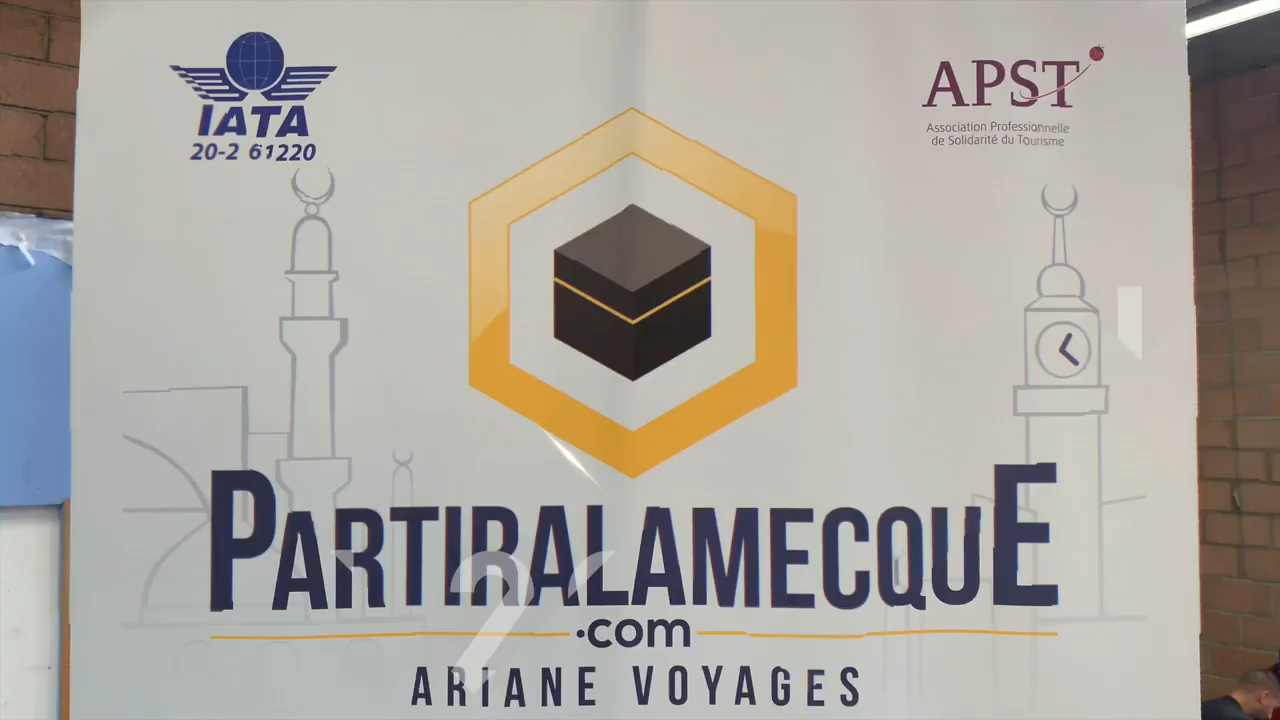 IATA
20-2 61220
APST
Association Professionnelle
de Solidarité du Tourisme
PARTIRALAMECQUE
.com
ARIANE VOYAGES